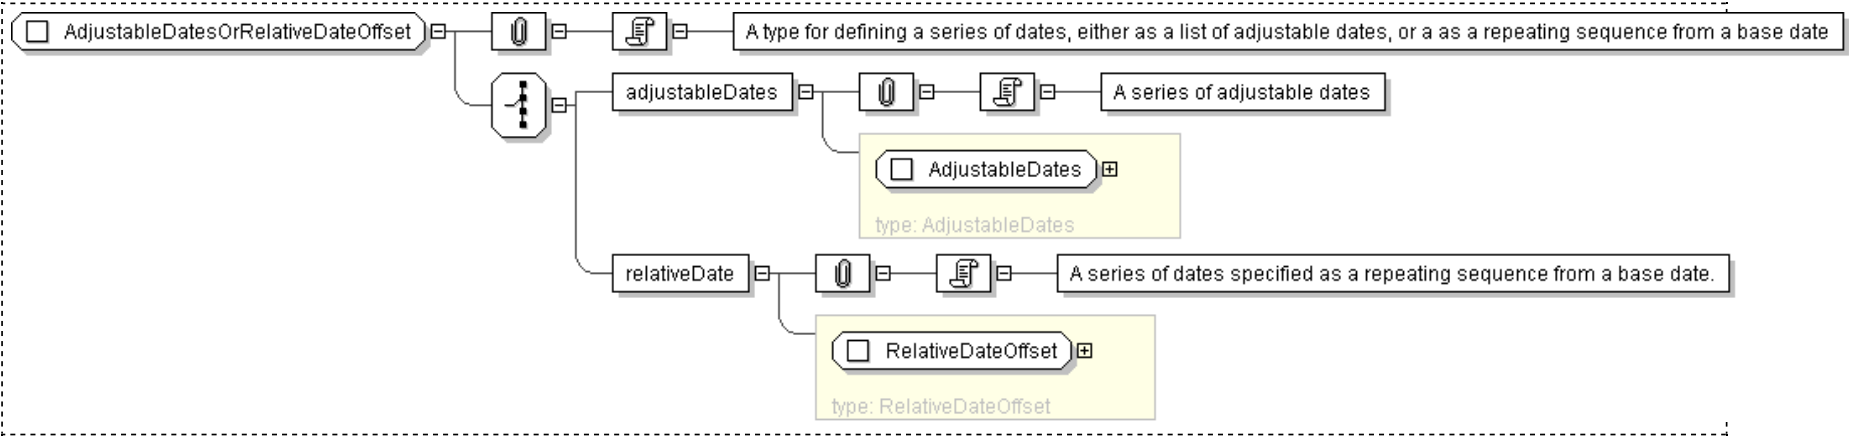 AdjustableDatesOrRelativeDateOffset
A type for defining a series of dates, either as a list of adjustable dates, or a as a repeating sequence from a base date
adjustableDates
A series of adjustable dates
AdjustableDates
type: AdjustableDates
relativeDate
A series of dates specified as a repeating sequence from a base date.
RelativeDateOffset
type: RelativeDateOffset